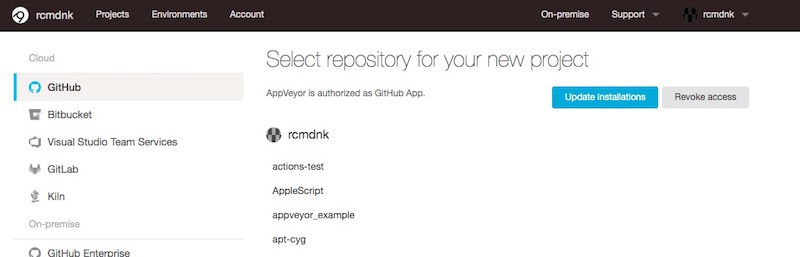 rcmdnk Projects Environments Account On-premise Support rcmdnk
Cloud
GitHub
Bitbucket
Visual Studio Team Services
GitLab
Kiln
On-premise
GitHub Enterprise
Select repository for your new project
AppVeyor is authorized as GitHub App.
Update installations Revoke access
rcmdnk
actions-test
AppleScript
appveyor_example
apt-cyg